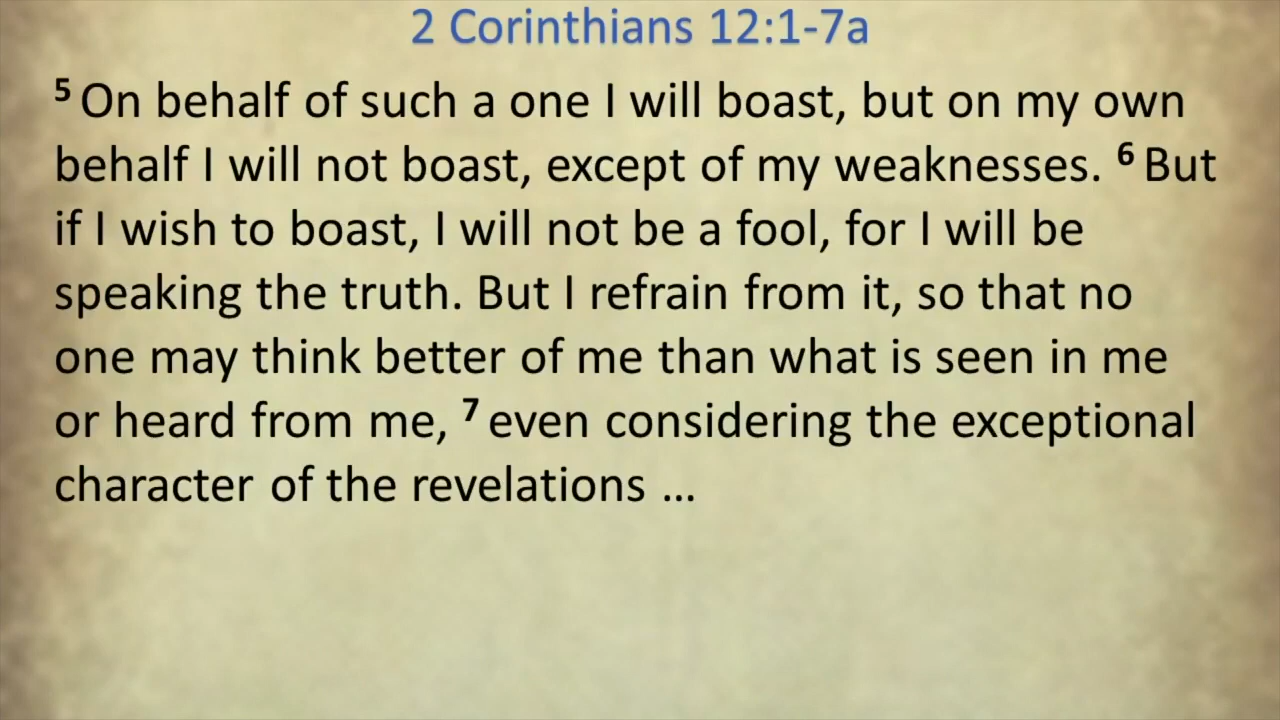 2 Corinthians 12:1-7a
5 On behalf of such a one I will boast, but on my own
behalf I will not boast, except of my weaknesses. 6 But
if I wish to boast, I will not be a fool, for I will be
speaking the truth. But I refrain from it, so that no
one may think better of me than what is seen in me
or heard from me, 7 even considering the exceptional
character of the revelations ...